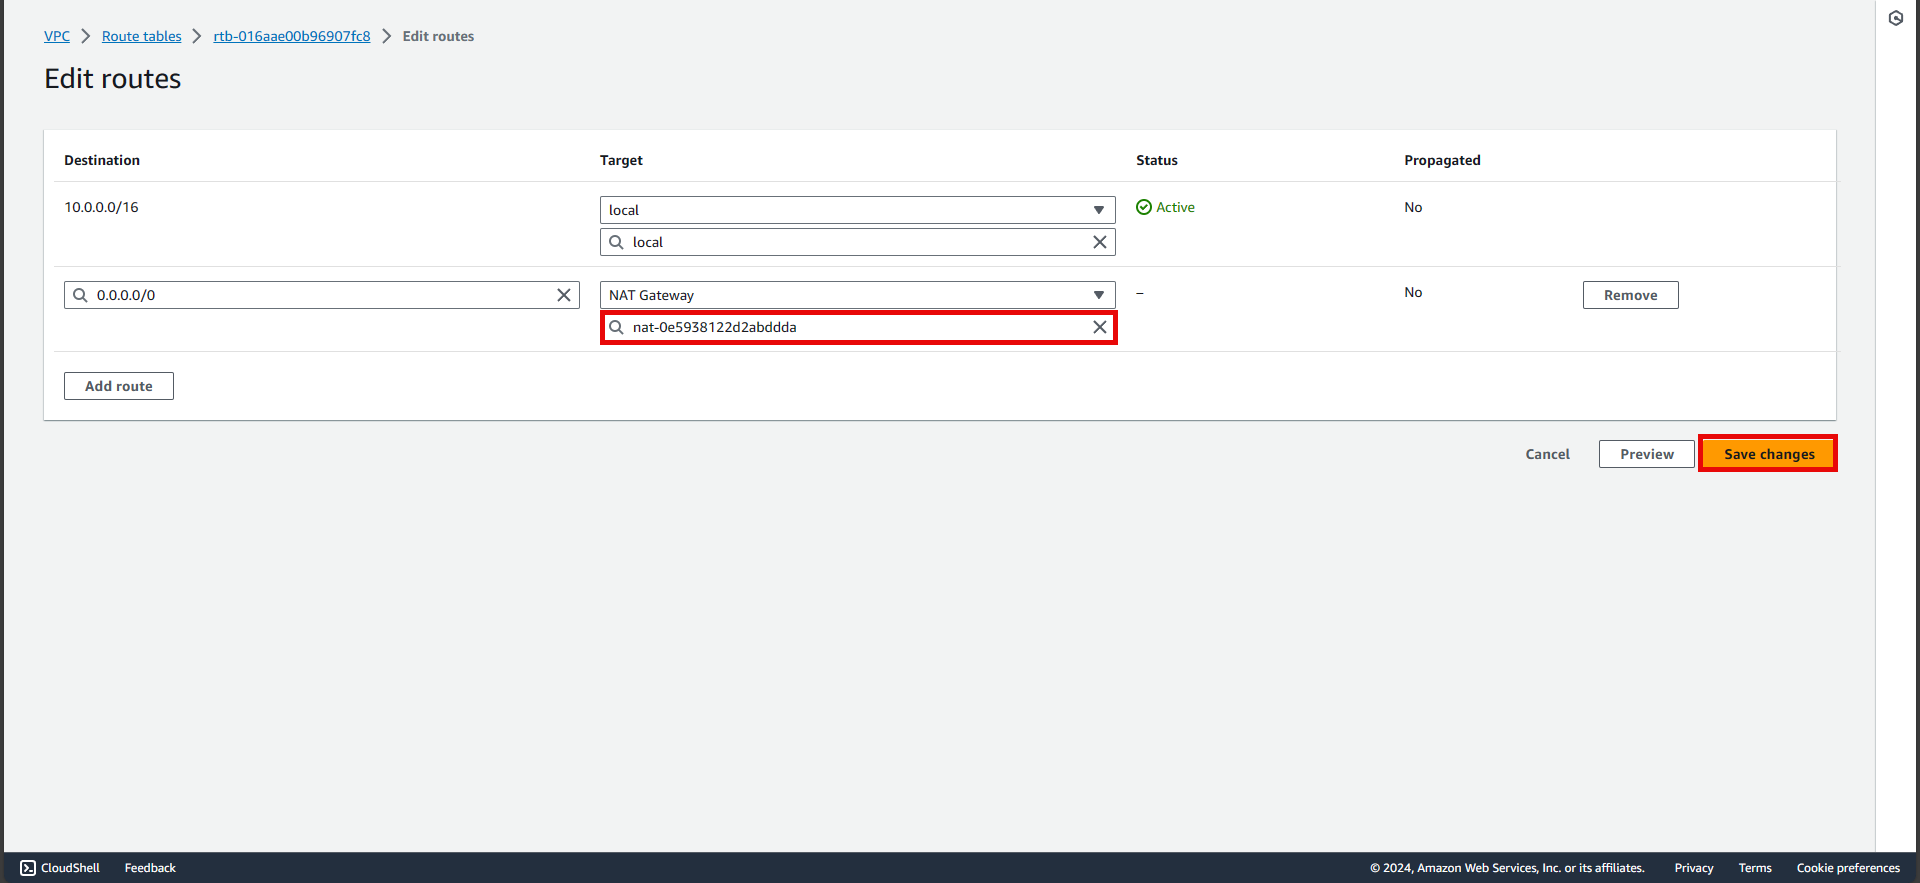 VPC > Route tables > rtb-016aae00b96907fc8 > Edit routes
Edit routes
Destination Target Status Propagated
10.0.0.0/16 local Active No
local
0.0.0.0/0 NAT Gateway – No Remove
nat-0e5938122d2abddda
Add route
Cancel Preview Save changes
CloudShell Feedback © 2024, Amazon Web Services, Inc. or its affiliates. Privacy Terms Cookie preferences